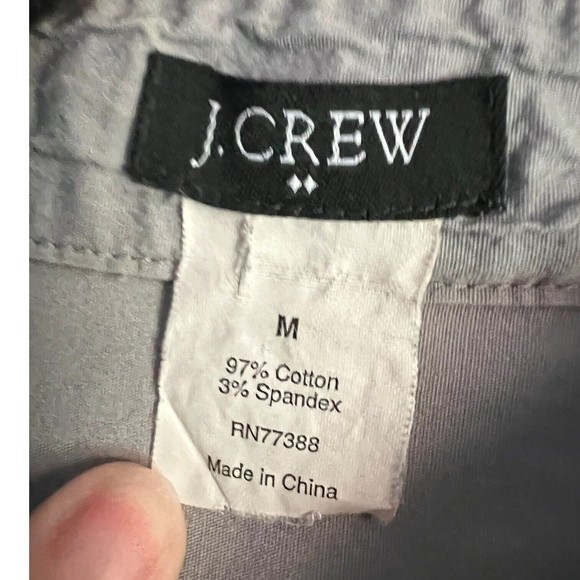 J.CREW
M
97% Cotton
3% Spandex
RN77388
Made in China